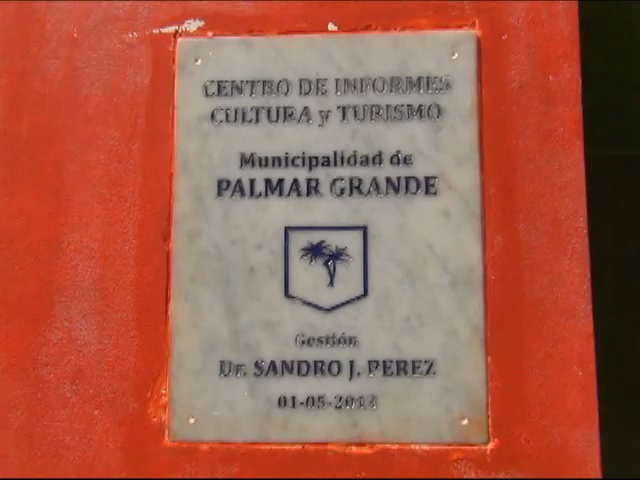 CENTRO DE INFORMES
CULTURA y TURISMO
Municipalidad de
PALMAR GRANDE
Gestión
Dr. SANDRO J. PEREZ